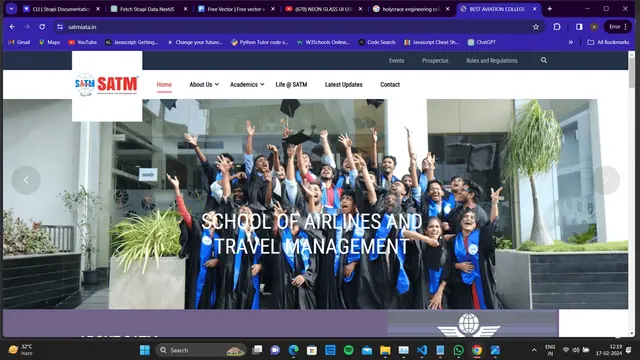 CLI | Strapi Documentation
Fetch Strapi Data NextJS
Free Vector | Free vector
(670) NEON GLASS UI US
holycrace engineering col
BEST AVIATION COLLEGE
satmiata.in
Error
Gmail
Maps
YouTube
Javascript: Getting...
Change your future...
Python Tutor code v...
W3Schools Online...
Code Search
Javascript Cheat Sh...
ChatGPT
All Bookmarks
Events
Prospectus
Rules and Regulations
SATM
SATM
Home
About Us
Academics
Life @ SATM
Latest Updates
Contact
SCHOOL OF AIRLINES AND
TRAVEL MANAGEMENT
32°C
Haze
Search
ENG
IN
12:19
17-02-2024